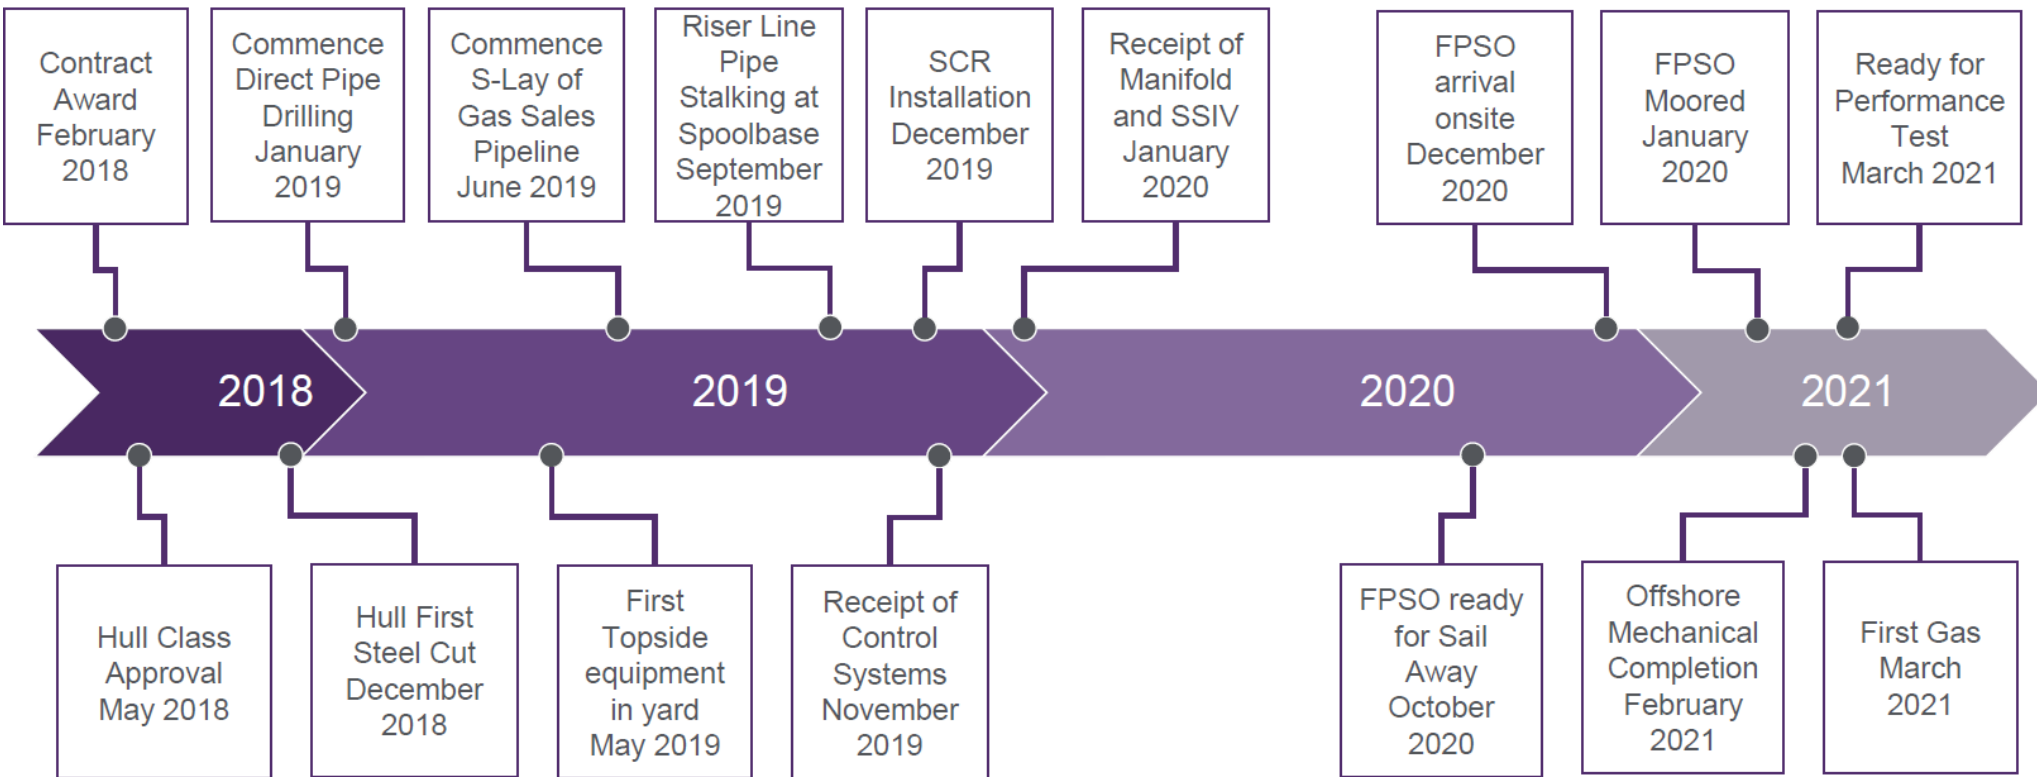 Contract
Award
February
2018
Commence
Direct Pipe
Drilling
January
2019
Commence
S-Lay of
Gas Sales
Pipeline
June 2019
Riser Line
Pipe
Stalking at
Spoolbase
September
2019
SCR
Installation
December
2019
Receipt of
Manifold
and SSIV
January
2020
FPSO
arrival
onsite
December
2020
FPSO
Moored
January
2020
Ready for
Performance
Test
March 2021
2018
2019
2020
2021
Hull Class
Approval
May 2018
Hull First
Steel Cut
December
2018
First
Topside
equipment
in yard
May 2019
Receipt of
Control
Systems
November
2019
FPSO ready
for Sail
Away
October
2020
Offshore
Mechanical
Completion
February
2021
First Gas
March
2021